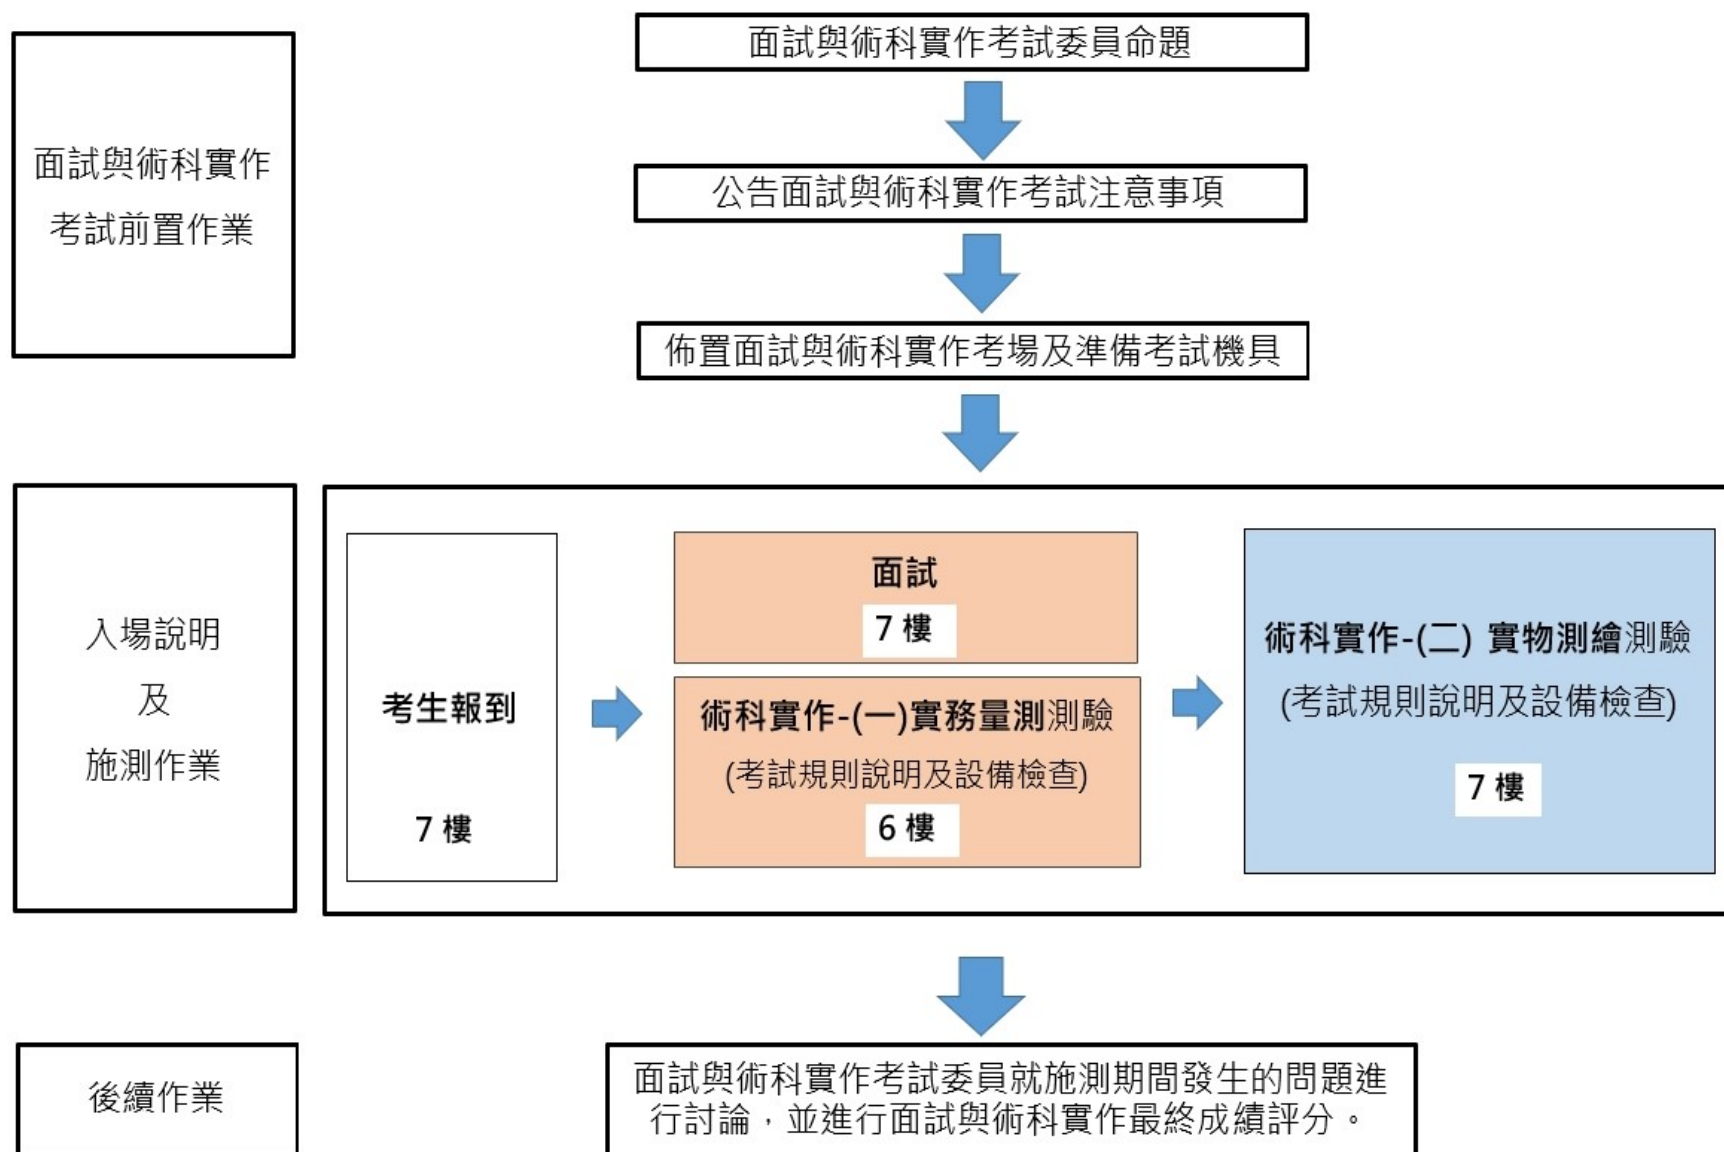 面試與術科實作考試委員命題
面試與術科實作
考試前置作業
公告面試與術科實作考試注意事項
佈置面試與術科實作考場及準備考試機具
入場說明
及
施測作業
考生報到
7 樓
面試
7 樓
術科實作-(一)實務量測測驗
(考試規則說明及設備檢查)
6 樓
術科實作-(二) 實物測繪測驗
(考試規則說明及設備檢查)
7 樓
後續作業
面試與術科實作考試委員就施測期間發生的問題進
行討論，並進行面試與術科實作最終成績評分。